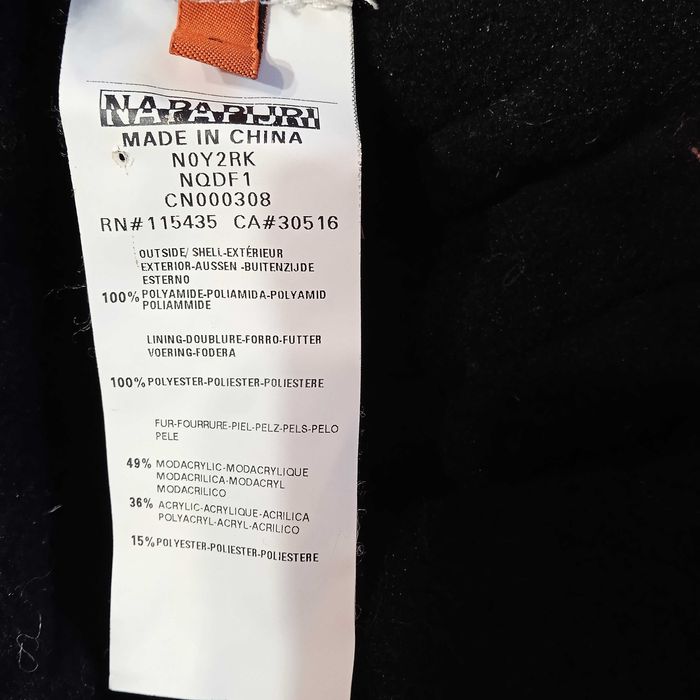 NAPAPIJRI
MADE IN CHINA
N0Y2RK
NQDF1
CN000308
RN#115435 CA#30516
OUTSIDE/ SHELL-EXTÉRIEUR
EXTERIOR-AUSSEN -BUITENZIJDE
ESTERNO
100% POLYAMIDE-POLIAMIDA-POLYAMID
POLIAMMIDE
LINING-DOUBLURE-FORRO-FUTTER
VOERING-FODERA
100% POLYESTER-POLIESTER-POLIESTERE
FUR-FOURRURE-PIEL-PELZ-PELS-PELO
PELE
49% MODACRYLIC-MODACRYLIQUE
MODACRILICA-MODACRYL
MODACRILICO
36% ACRYLIC-ACRYLIQUE-ACRILICA
POLYACRYL-ACRYL-ACRILICO
15% POLYESTER-POLIESTER-POLIESTERE